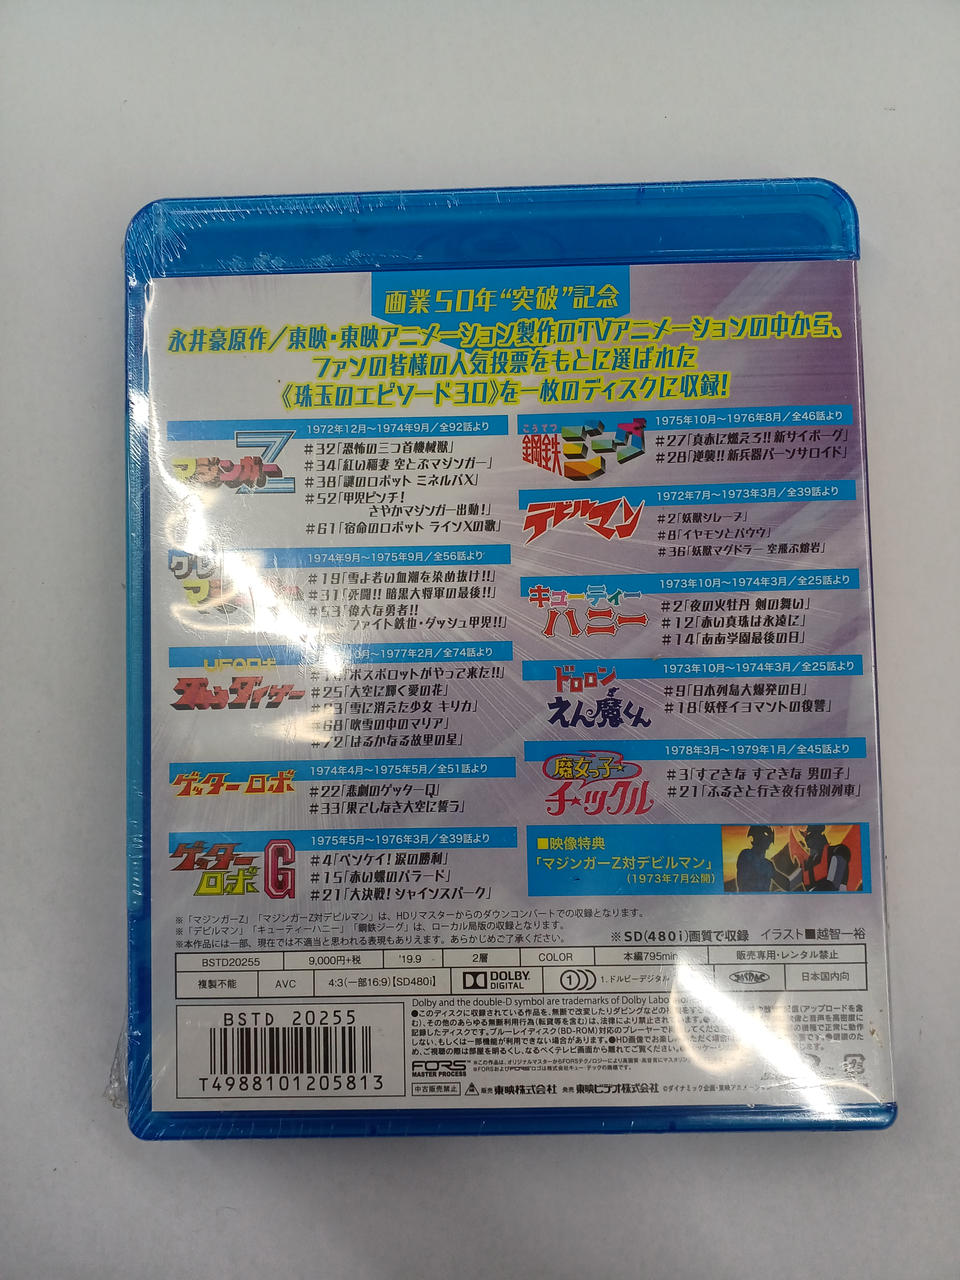 画業50年“突破”記念
永井豪原作／東映・東映アニメーション製作のTVアニメーションの中から、
ファンの皆様の人気投票をもとに選ばれた
《珠玉のエピソード30》を一枚のディスクに収録!
マジンガーZ
1972年12月〜1974年9月／全92話より
#32「恐怖の三つ首機械獣」
#34「紅い稲妻 空とぶマジンガー」
#38「謎のロボット ミネルバX」
#52「甲児ピンチ!
さやかマジンガー出動!」
#61「宿命のロボット ラインXの歌」
グレ
マ
1974年9月〜1975年9月／全56話より
#19「雪よ若い血潮を染め抜け!!」
#31「死闘!! 暗黒大将軍の最後!!」
#53「偉大な勇者!!
ファイト鉄也・ダッシュ甲児!!」
UFOロボ
グレンダイザー
月〜1977年2月／全74話より
「ボスボロットがやって来た!!」
#25「大空に輝く愛の花」
3「雪に消えた少女 キリカ」
#68「吹雪の中のマリア」
#72「はるかなる故里の星」
ゲッターロボ
1974年4月〜1975年5月／全51話より
#22「悲劇のゲッターQ」
#33「果てしなき大空に誓う」
ゲッターロボG
1975年5月〜1976年3月／全39話より
#4「ベンケイ! 涙の勝利」
#15「赤い蝶のバラード」
#21「大決戦! シャインスパーク」
こうてつ
鋼鉄ジーグ
1975年10月〜1976年8月／全46話より
#27「真赤に燃えろ!! 新サイボーグ」
#28「逆襲!! 新兵器バーンサロイド」
デビルマン
1972年7月〜1973年3月／全39話より
#2「妖獣シレーヌ」
#8「イヤモンとバウウ」
#36「妖獣マグドラー 空飛ぶ熔岩」
キューティーハニー
1973年10月〜1974年3月／全25話より
#2「夜の火牡丹 剣の舞い」
#12「赤い真珠は永遠に」
#14「南南学園最後の日」
ドロロンえん魔くん
1973年10月〜1974年3月／全25話より
#9「日本列島大爆発の日」
#18「妖怪イヨマントの復讐」
魔女っ子チックル
1978年3月〜1979年1月／全45話より
#3「すてきな すてきな 男の子」
#21「ふるさと行き夜行特別列車」
■映像特典
「マジンガーZ対デビルマン」
（1973年7月公開）
※「マジンガーZ」「マジンガーZ対デビルマン」は、HDリマスターからのダウンコンバートでの収録となります。
※「デビルマン」「キューティーハニー」「鋼鉄ジーグ」は、ローカル局版の収録となります。
※本作品には一部、現在では不適当と思われる表現もありえます。あらかじめご了承ください。
※SD(480i)画質で収録 イラスト■越智一裕
BSTD20255 9,000円+税 '19.9 2層 COLOR 本編795min 販売専用・レンタル禁止
複製不能 AVC 4:3(一部16:9)【SD480i】 DOLBY DIGITAL 1.ドルビーデジタル 日本国内向
Dolby and the double-D symbol are trademarks of Dolby
BSTD 20255
T4988101205813
FORS
MASTER PROCESS
中古販売禁止 販売 東映株式会社 発売 東映ビデオ株式会社